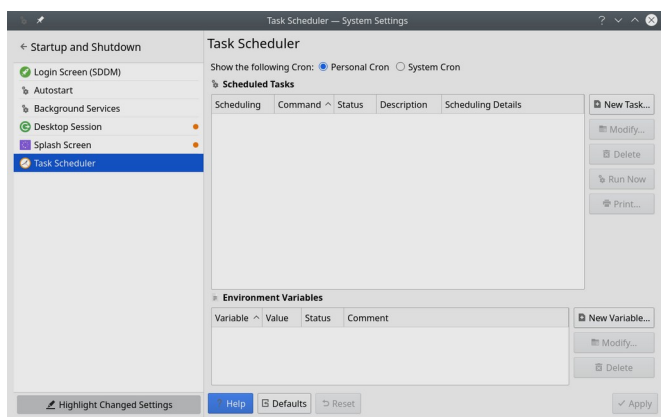 Task Scheduler — System Settings
← Startup and Shutdown
Login Screen (SDDM)
Autostart
Background Services
Desktop Session
Splash Screen
Task Scheduler
Highlight Changed Settings
Task Scheduler
Show the following Cron: Personal Cron System Cron
Scheduled Tasks
Scheduling Command Status Description Scheduling Details
New Task...
Modify...
Delete
Run Now
Print...
Environment Variables
Variable Value Status Comment
New Variable...
Modify...
Delete
Help Defaults Reset Apply